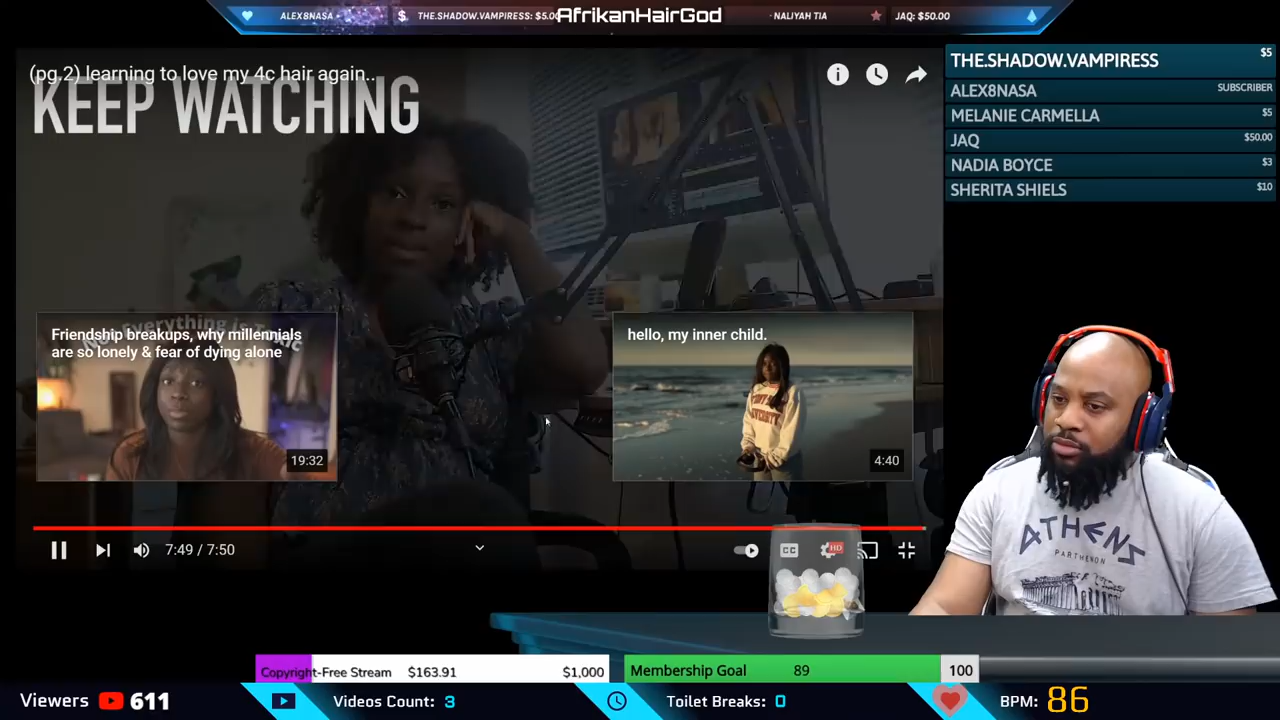 ALEX8NASA
$ THE.SHADOW.VAMPIRESS: $5.00
AfrikanHairGod
NALIYAH TIA
JAQ: $50.00
(pg.2) learning to love my 4c hair again..
KEEP WATCHING
THE.SHADOW.VAMPIRESS $5
ALEX8NASA SUBSCRIBER
MELANIE CARMELLA $5
JAQ $50.00
NADIA BOYCE $3
SHERITA SHIELS $10
Friendship breakups, why millennials
are so lonely & fear of dying alone
19:32
hello, my inner child.
4:40
7:49 / 7:50
CC
HD
ATHENS
PARTHENON
Copyright-Free Stream $163.91 $1,000
Membership Goal 89 100
Viewers 611
Videos Count: 3
Toilet Breaks: 0
BPM: 86